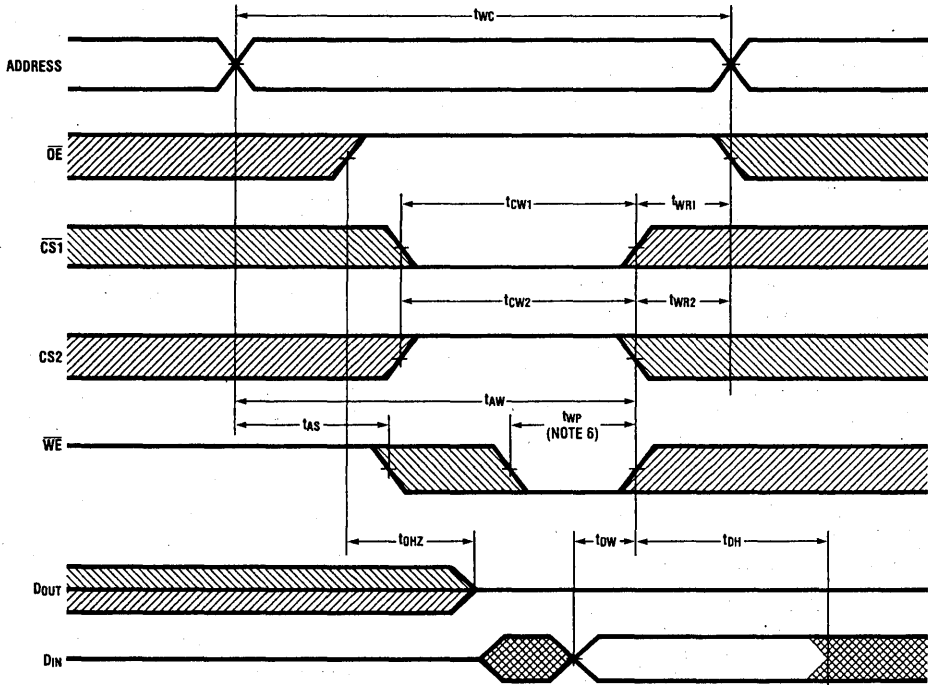 tWC
ADDRESS
OE
tCW1
tWR1
CS1
tCW2
tWR2
CS2
tAW
tAS
tWP
(NOTE 6)
WE
tOHZ
tDW
tDH
DOUT
DIN